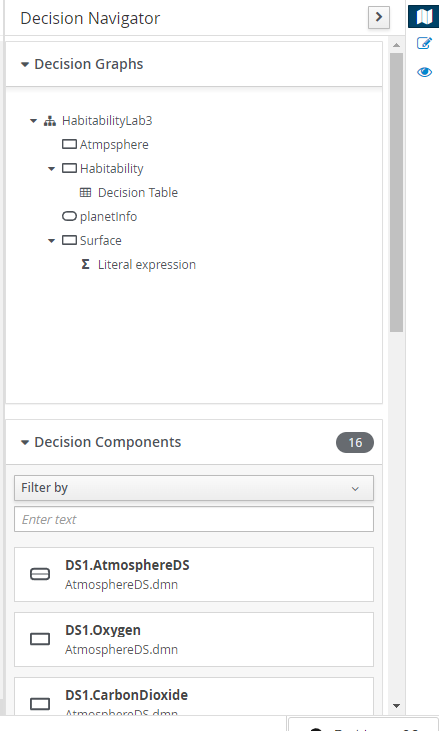 Decision Navigator
Decision Graphs
HabitabilityLab3
Atmpsphere
Habitability
Decision Table
planetInfo
Surface
Σ Literal expression
Decision Components 16
Filter by
Enter text
DS1.AtmosphereDS
AtmosphereDS.dmn
DS1.Oxygen
AtmosphereDS.dmn
DS1.CarbonDioxide
AtmosphereDS.dmn